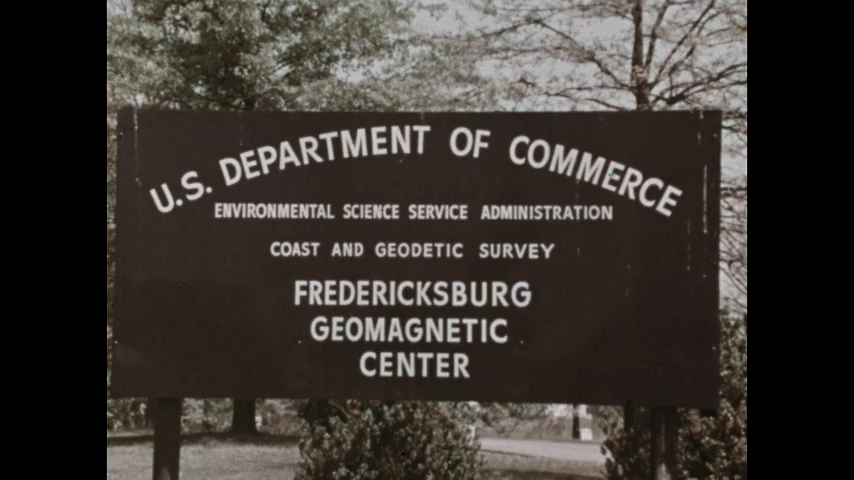 U.S. DEPARTMENT OF COMMERCE
ENVIRONMENTAL SCIENCE SERVICE ADMINISTRATION
COAST AND GEODETIC SURVEY
FREDERICKSBURG
GEOMAGNETIC
CENTER